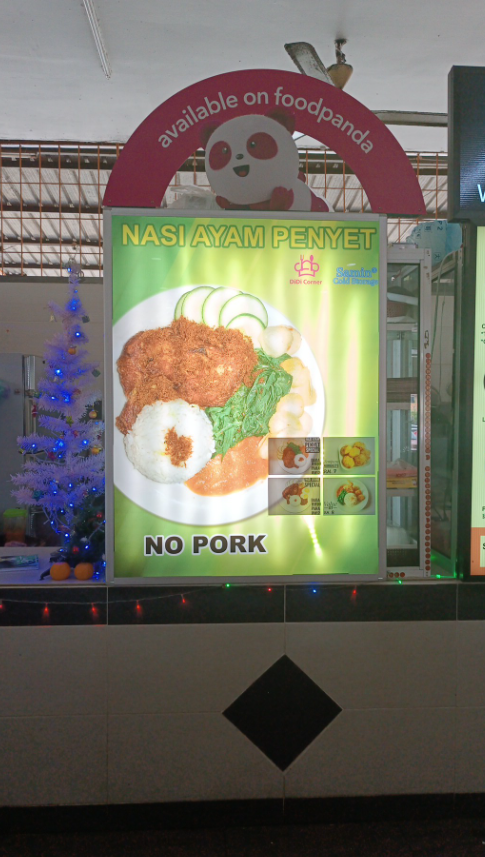 available on foodpanda
NASI AYAM PENYET
DiDi Corner
Samin®
Cold Storage
NO PORK